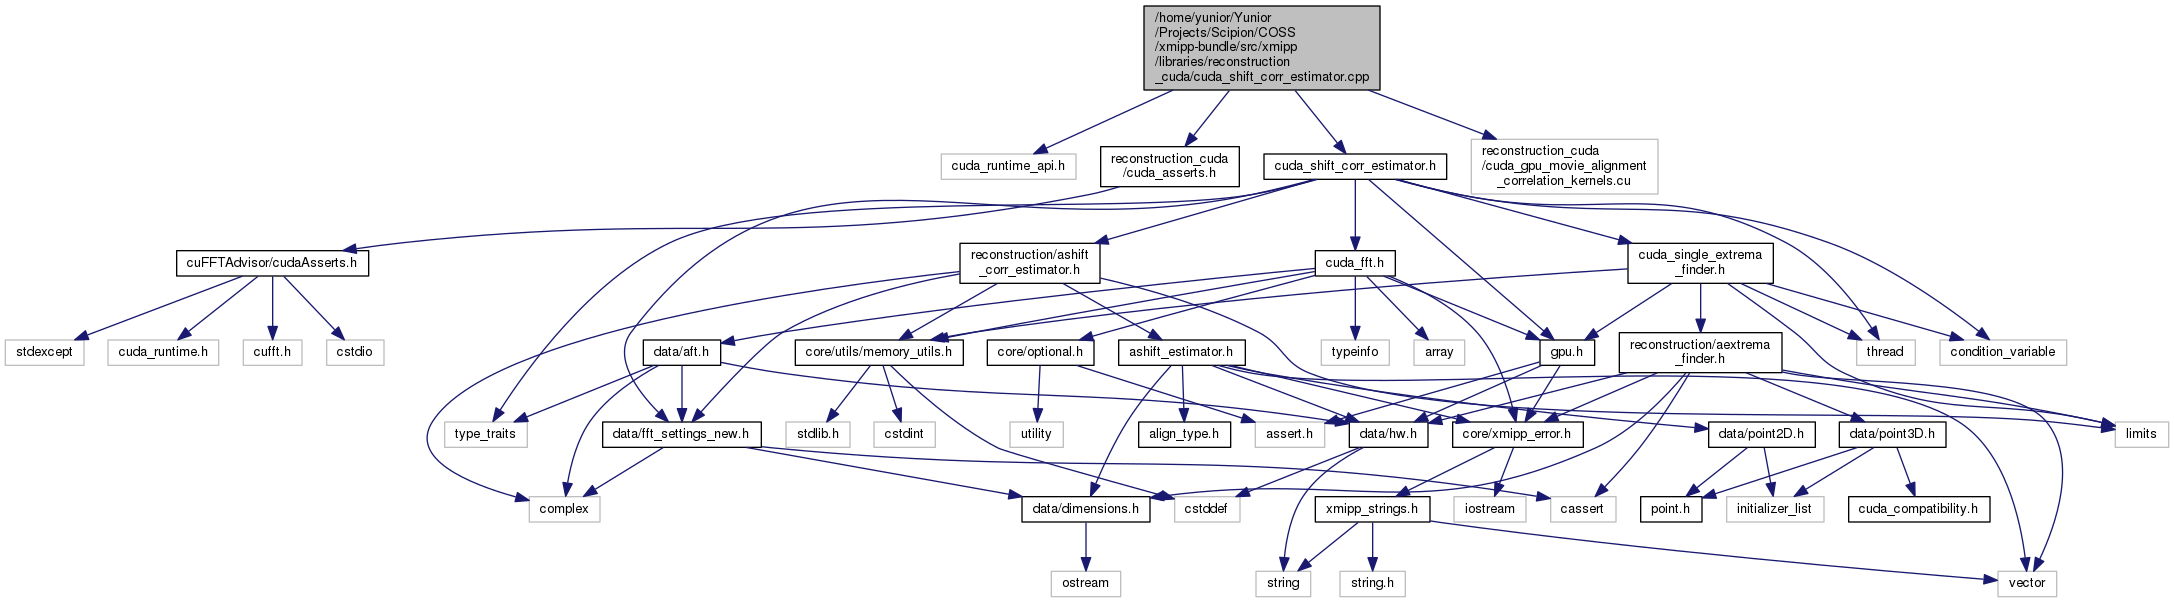 /home/yunior/Yunior
/Projects/Scipion/COSS
/xmipp-bundle/src/xmipp
/libraries/reconstruction
_cuda/cuda_shift_corr_estimator.cpp
cuda_runtime_api.h
reconstruction_cuda
/cuda_asserts.h
cuda_shift_corr_estimator.h
reconstruction_cuda
/cuda_gpu_movie_alignment
_correlation_kernels.cu
cuFFTAdvisor/cudaAsserts.h
reconstruction/ashift
_corr_estimator.h
cuda_fft.h
cuda_single_extrema
_finder.h
stdexcept
cuda_runtime.h
cufft.h
cstdio
data/aft.h
core/utils/memory_utils.h
core/optional.h
ashift_estimator.h
typeinfo
array
gpu.h
reconstruction/aextrema
_finder.h
thread
condition_variable
type_traits
data/fft_settings_new.h
stdlib.h
cstdint
utility
align_type.h
assert.h
data/hw.h
core/xmipp_error.h
data/point2D.h
data/point3D.h
limits
complex
data/dimensions.h
cstddef
xmipp_strings.h
iostream
cassert
point.h
initializer_list
cuda_compatibility.h
ostream
string
string.h
vector